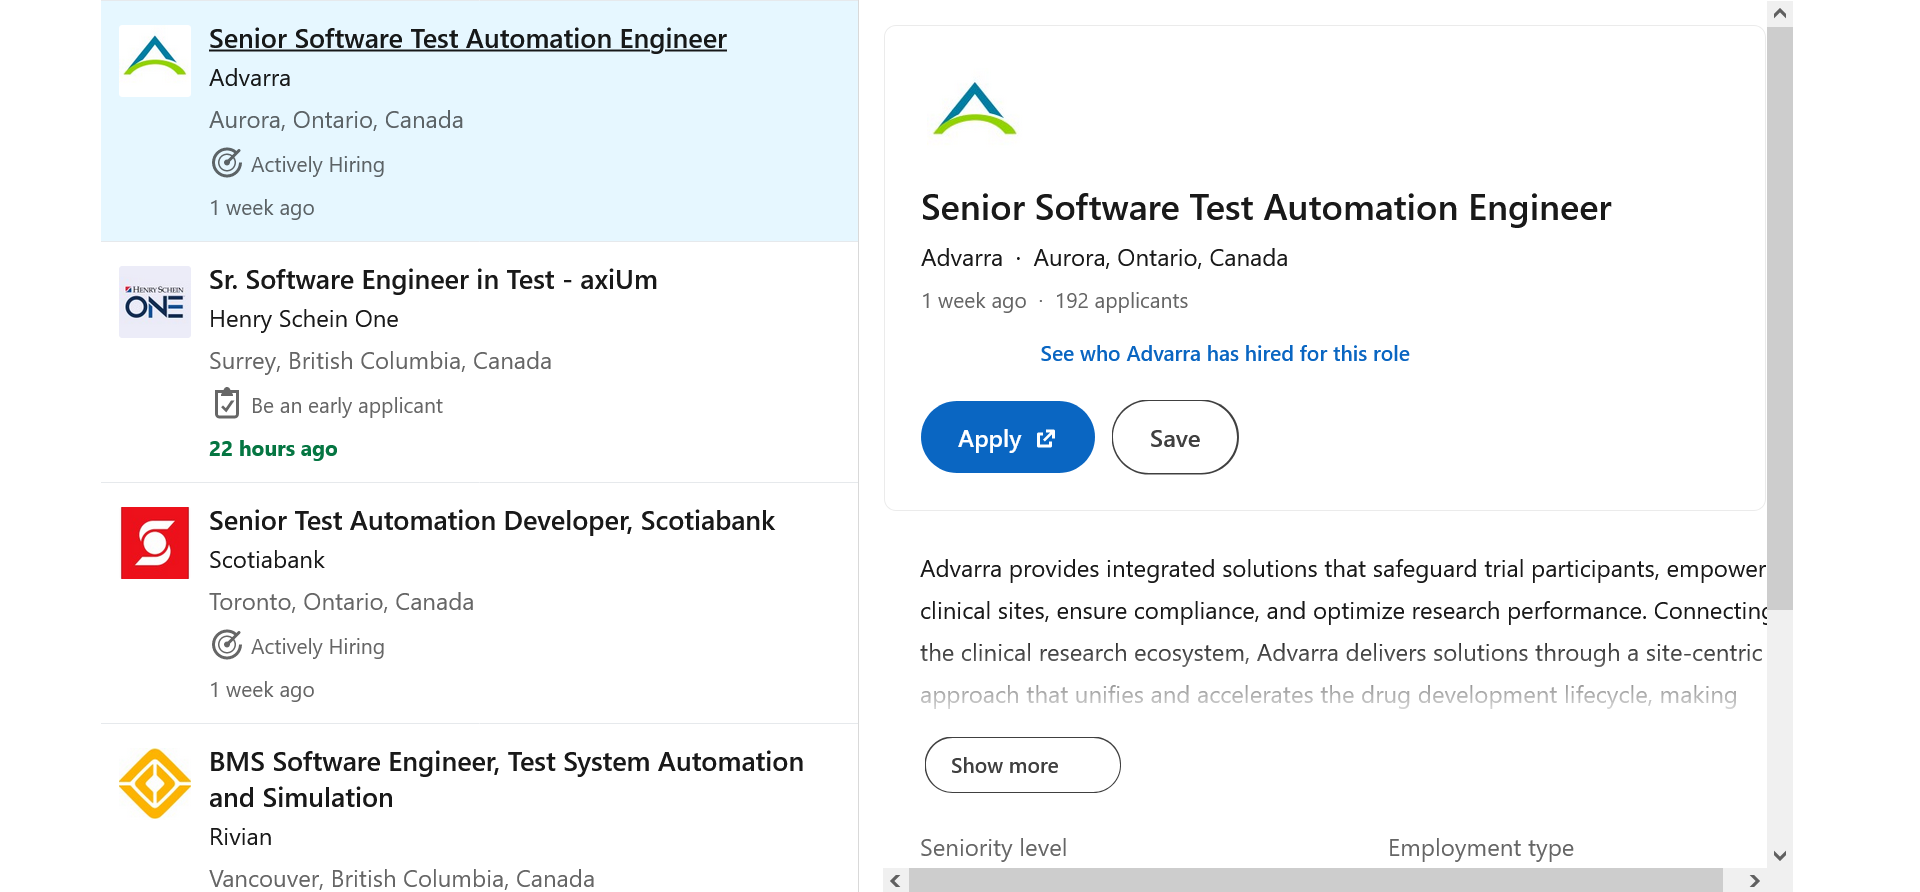 Senior Software Test Automation Engineer
Advarra
Aurora, Ontario, Canada
Actively Hiring
1 week ago
HENRY SCHEIN
ONE
Sr. Software Engineer in Test - axiUm
Henry Schein One
Surrey, British Columbia, Canada
Be an early applicant
22 hours ago
Senior Test Automation Developer, Scotiabank
Scotiabank
Toronto, Ontario, Canada
Actively Hiring
1 week ago
BMS Software Engineer, Test System Automation
and Simulation
Rivian
Vancouver, British Columbia, Canada
Senior Software Test Automation Engineer
Advarra · Aurora, Ontario, Canada
1 week ago · 192 applicants
See who Advarra has hired for this role
Apply
Save
Advarra provides integrated solutions that safeguard trial participants, empower
clinical sites, ensure compliance, and optimize research performance. Connecting
the clinical research ecosystem, Advarra delivers solutions through a site-centric
approach that unifies and accelerates the drug development lifecycle, making
Show more
Seniority level
Employment type